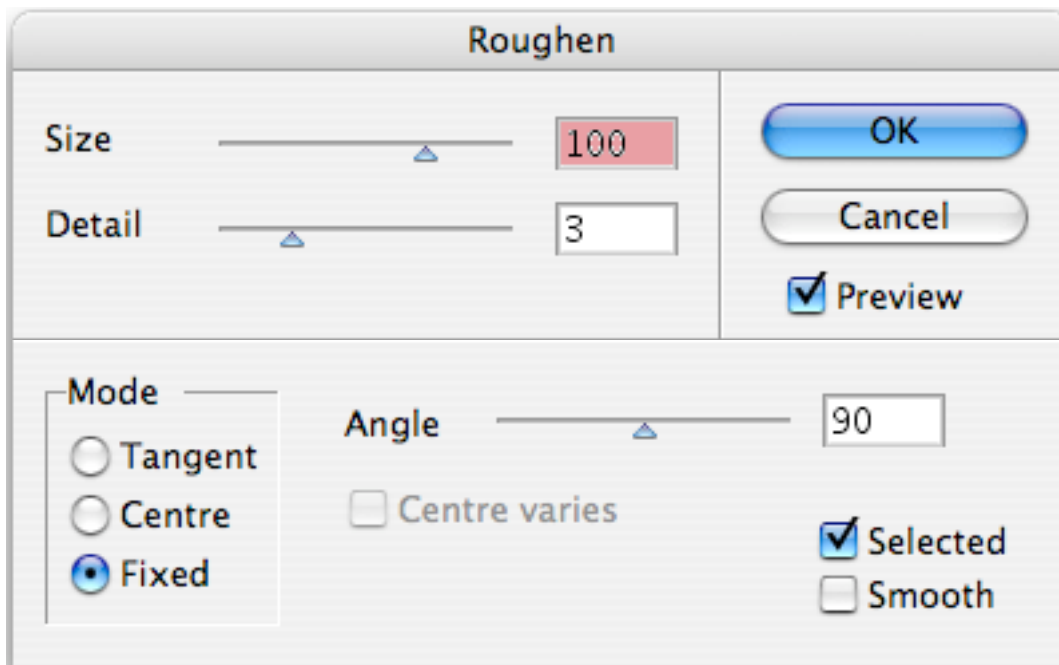 Roughen
Size 100
OK
Detail 3
Cancel
Preview
Mode
Angle 90
Tangent
Centre
Centre varies
Fixed
Selected
Smooth